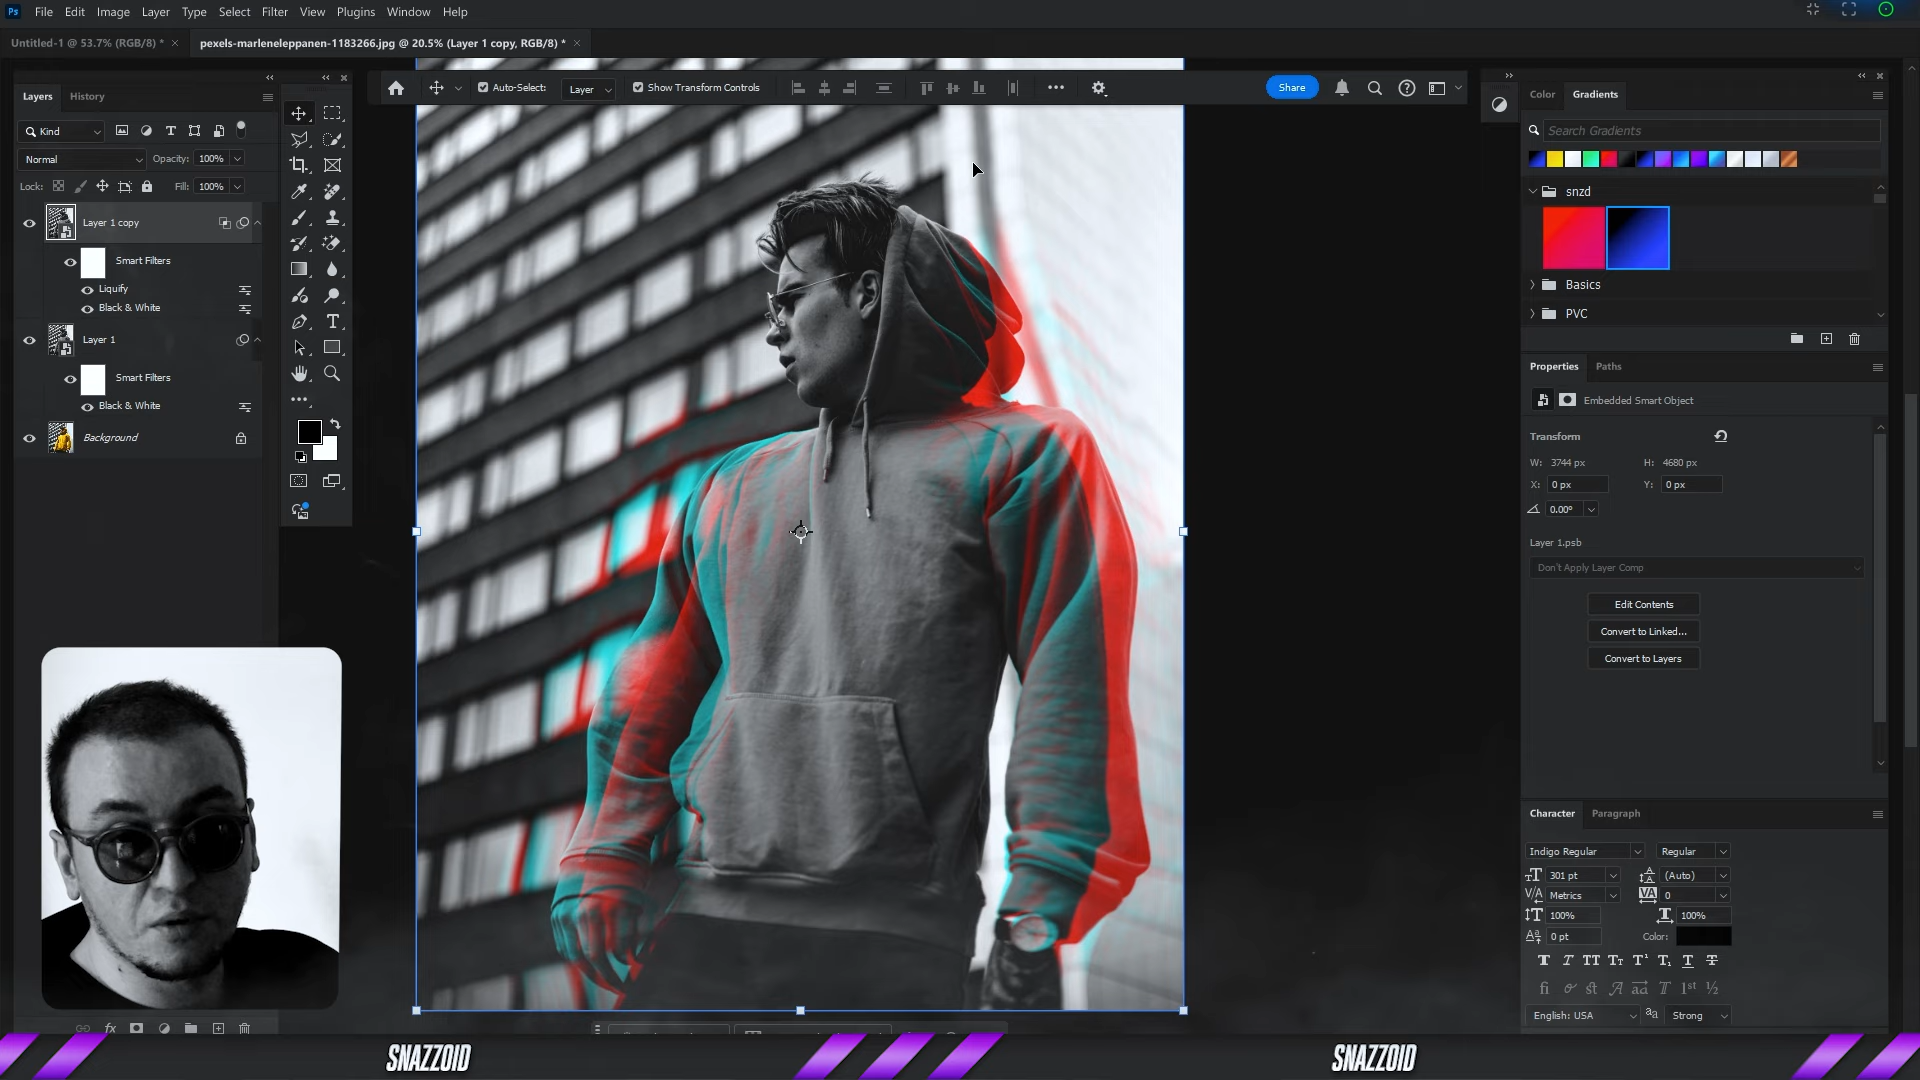 Ps File Edit Image Layer Type Select Filter View Plugins Window Help
Untitled-1 @ 53.7% (RGB/8) *
pexels-marleneleppanen-1183266.jpg @ 20.5% (Layer 1 copy, RGB/8) *
Layers History
Kind
Normal Opacity: 100%
Lock: Fill: 100%
Layer 1 copy
Smart Filters
Liquify
Black & White
Layer 1
Smart Filters
Black & White
Background
fx
Auto-Select: Layer Show Transform Controls
Share
Color Gradients
Search Gradients
snzd
Basics
PVC
Properties Paths
Embedded Smart Object
Transform
W: 3744 px H: 4680 px
X: 0 px Y: 0 px
0.00°
Layer 1.psb
Don't Apply Layer Comp
Edit Contents
Convert to Linked...
Convert to Layers
Character Paragraph
Indigo Regular Regular
301 pt (Auto)
Metrics 0
100% 100%
0 pt Color:
English: USA aa Strong
SNAZZOID SNAZZOID